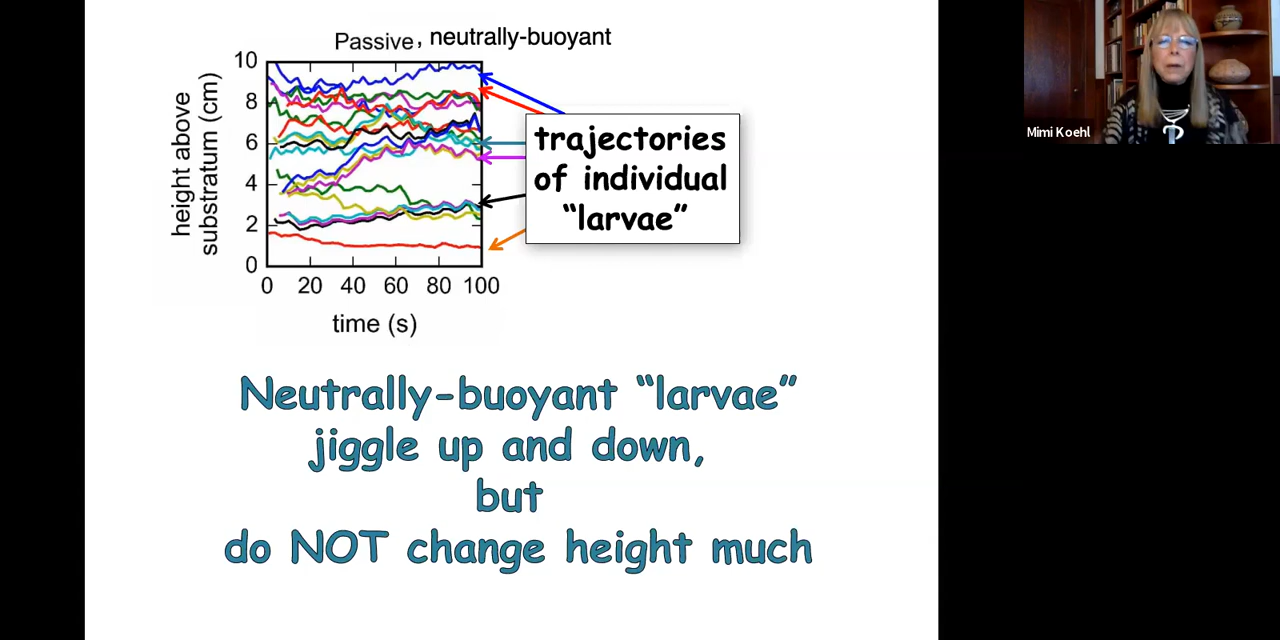 Passive, neutrally-buoyant
10
8
6
4
2
0
height above
substratum (cm)
0 20 40 60 80 100
time (s)
trajectories
of individual
“larvae”
Neutrally-buoyant “larvae”
jiggle up and down,
but
do NOT change height much
Mimi Koehl